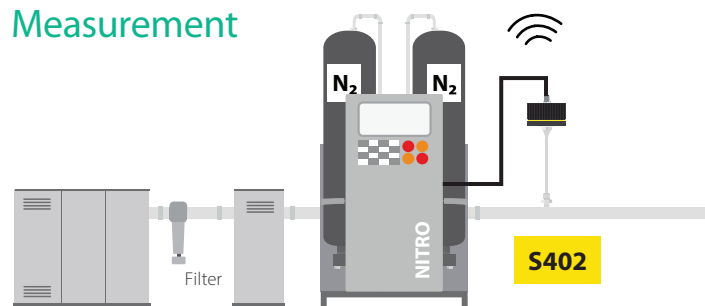 Measurement
N₂
N₂
NITRO
Filter
S402